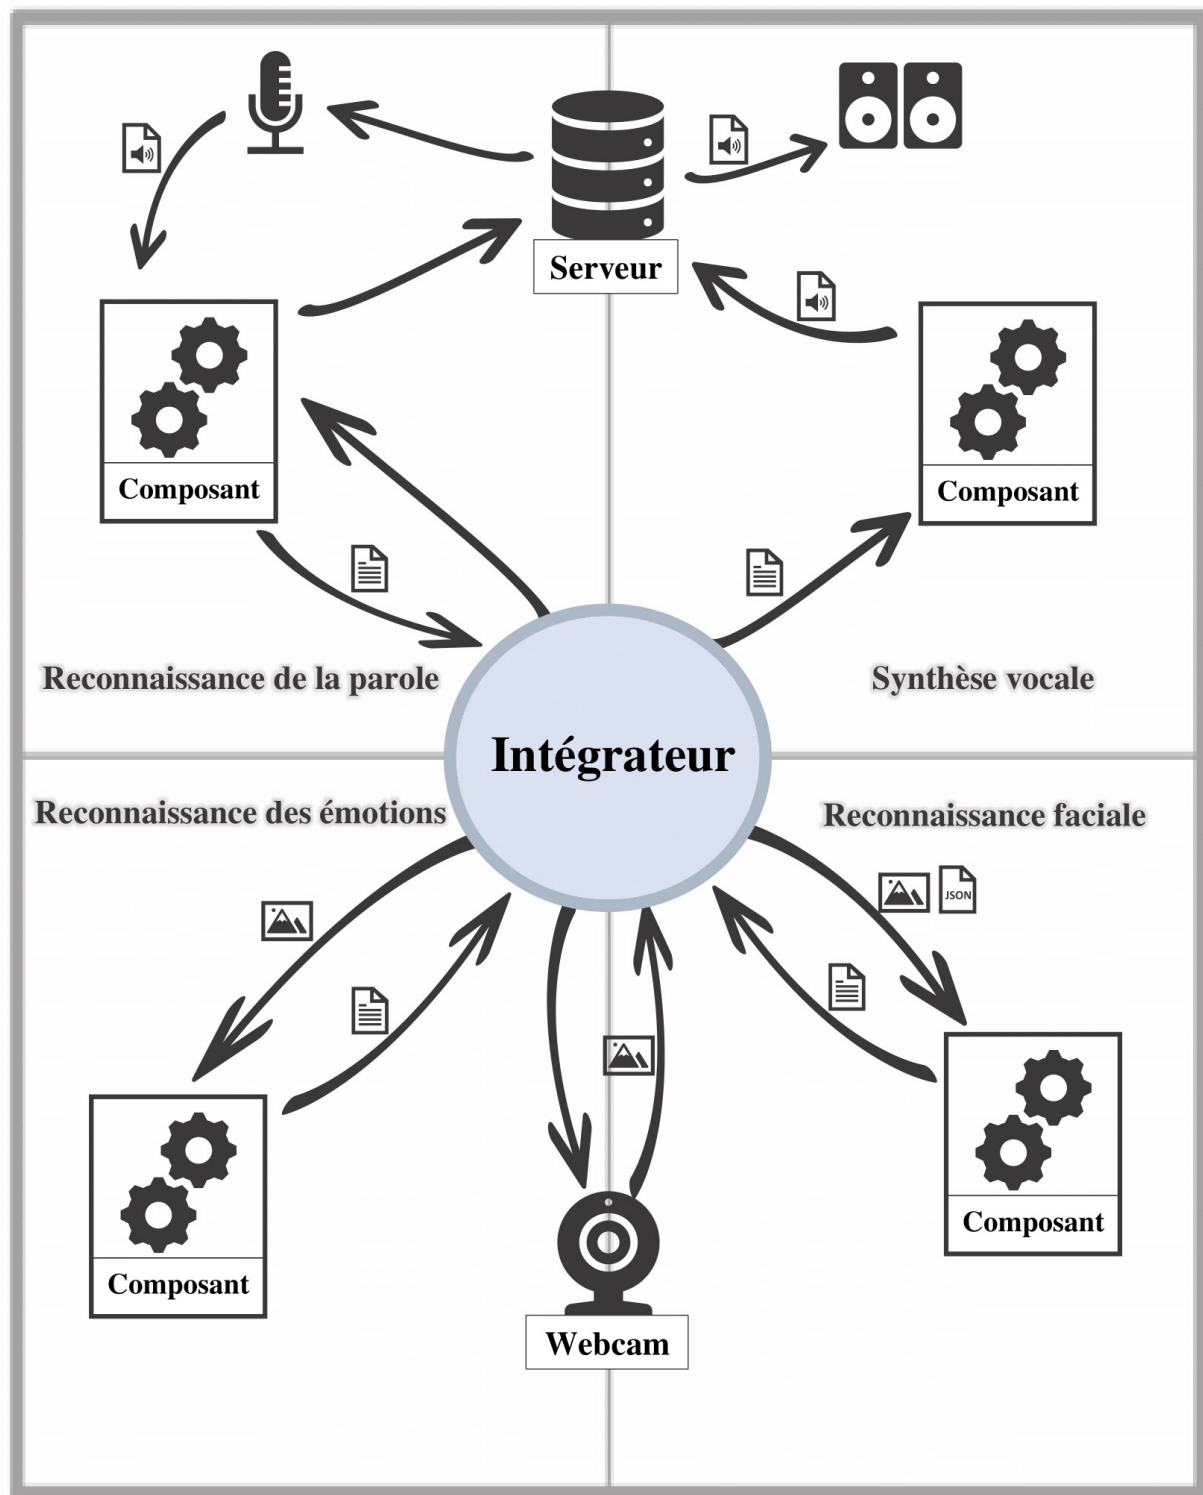 Serveur
Composant
Composant
Reconnaissance de la parole
Synthèse vocale
Intégrateur
Reconnaissance des émotions
Reconnaissance faciale
JSON
Composant
Composant
Webcam